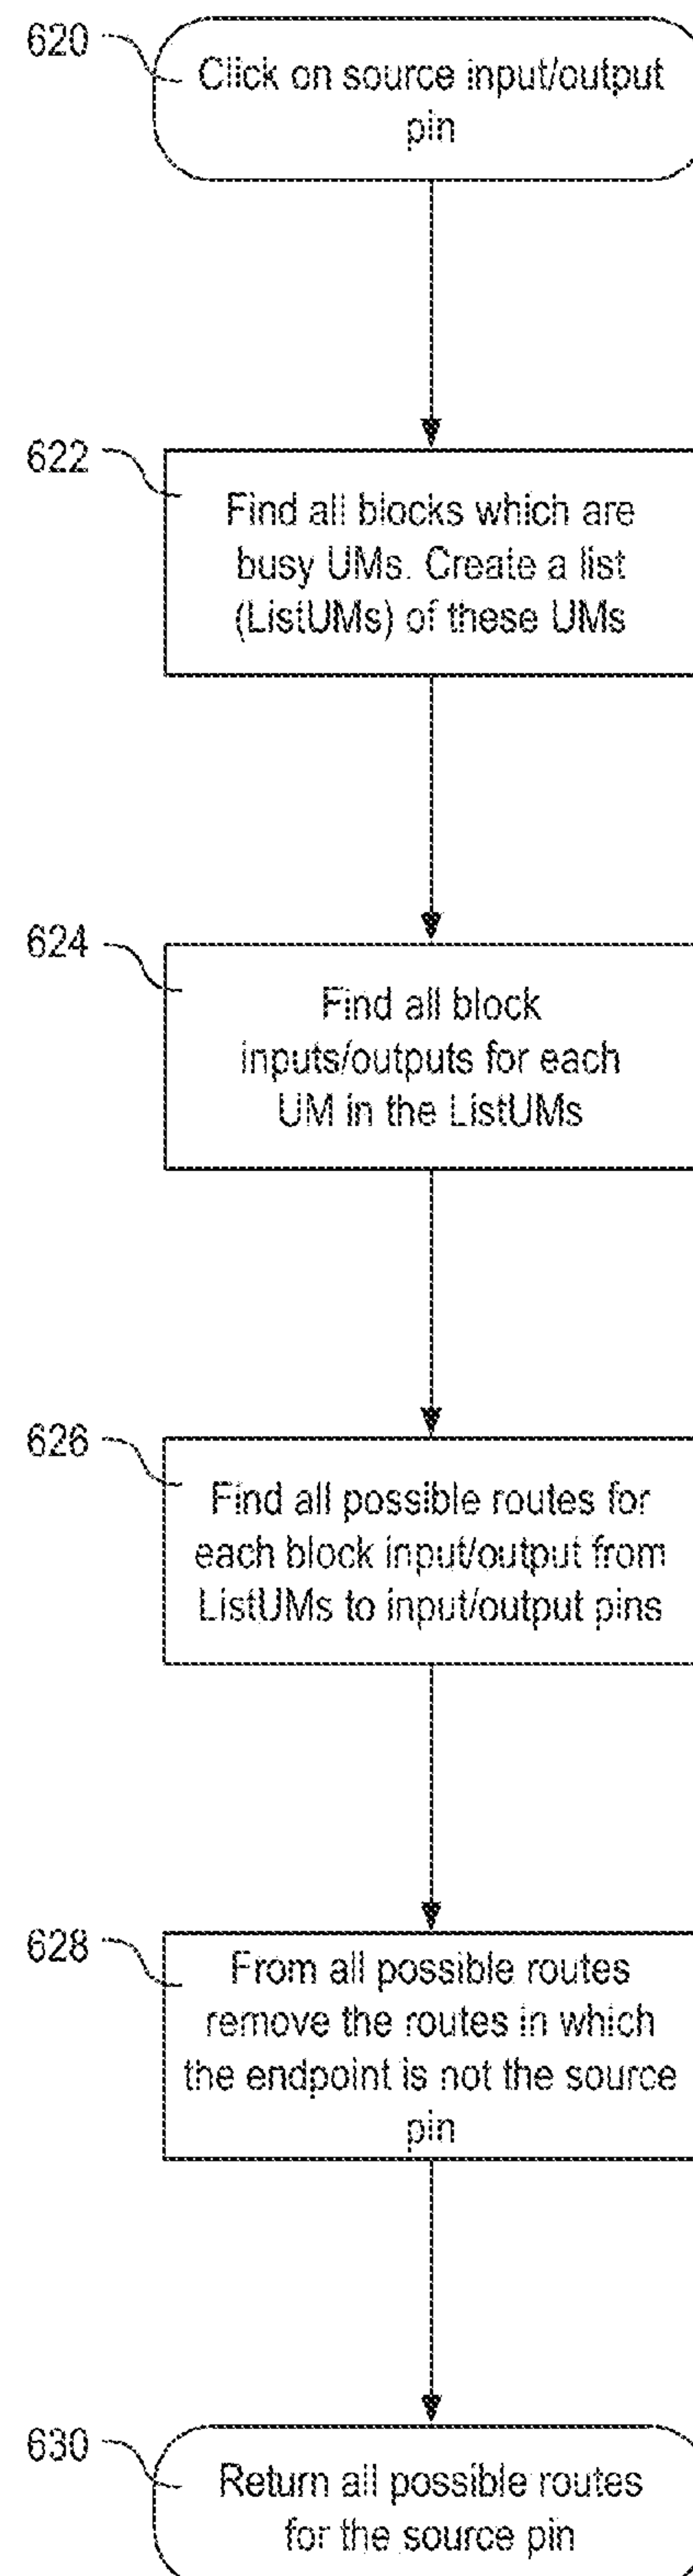 620
Click on source input/output
pin
622
Find all blocks which are
busy UMs. Create a list
(ListUMs) of these UMs
624
Find all block
inputs/outputs for each
UM in the ListUMs
626
Find all possible routes for
each block input/output from
ListUMs to input/output pins
628
From all possible routes
remove the routes in which
the endpoint is not the source
pin
630
Return all possible routes
for the source pin